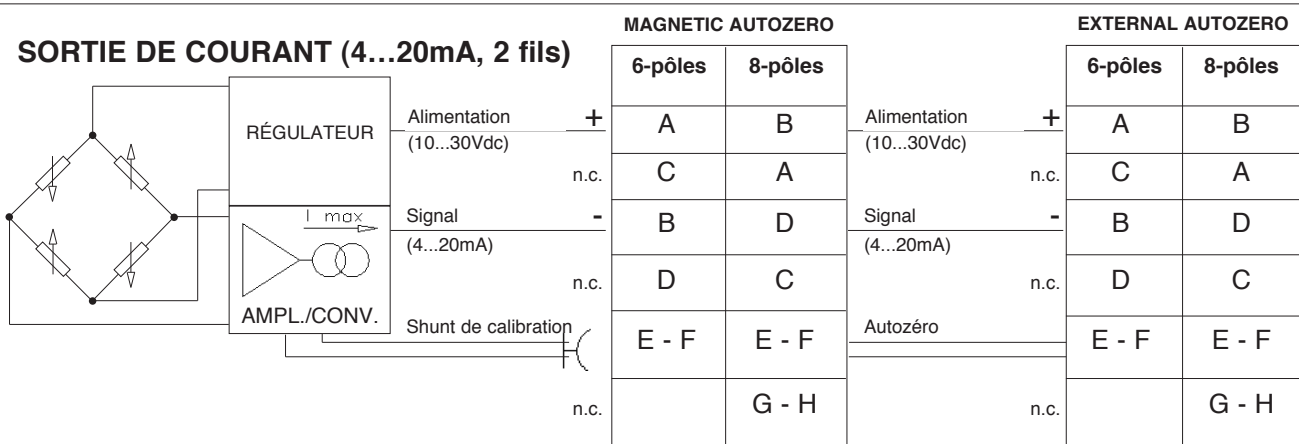 MAGNETIC AUTOZERO EXTERNAL AUTOZERO
SORTIE DE COURANT (4…20mA, 2 fils)
6-pôles 8-pôles 6-pôles 8-pôles
RÉGULATEUR Alimentation + A B Alimentation + A B
(10...30Vdc) (10...30Vdc)
n.c. C A n.c. C A
I max Signal - B D Signal - B D
(4...20mA) (4...20mA)
n.c. D C n.c. D C
AMPL./CONV. Shunt de calibration E - F E - F Autozéro E - F E - F
n.c. G - H n.c. G - H